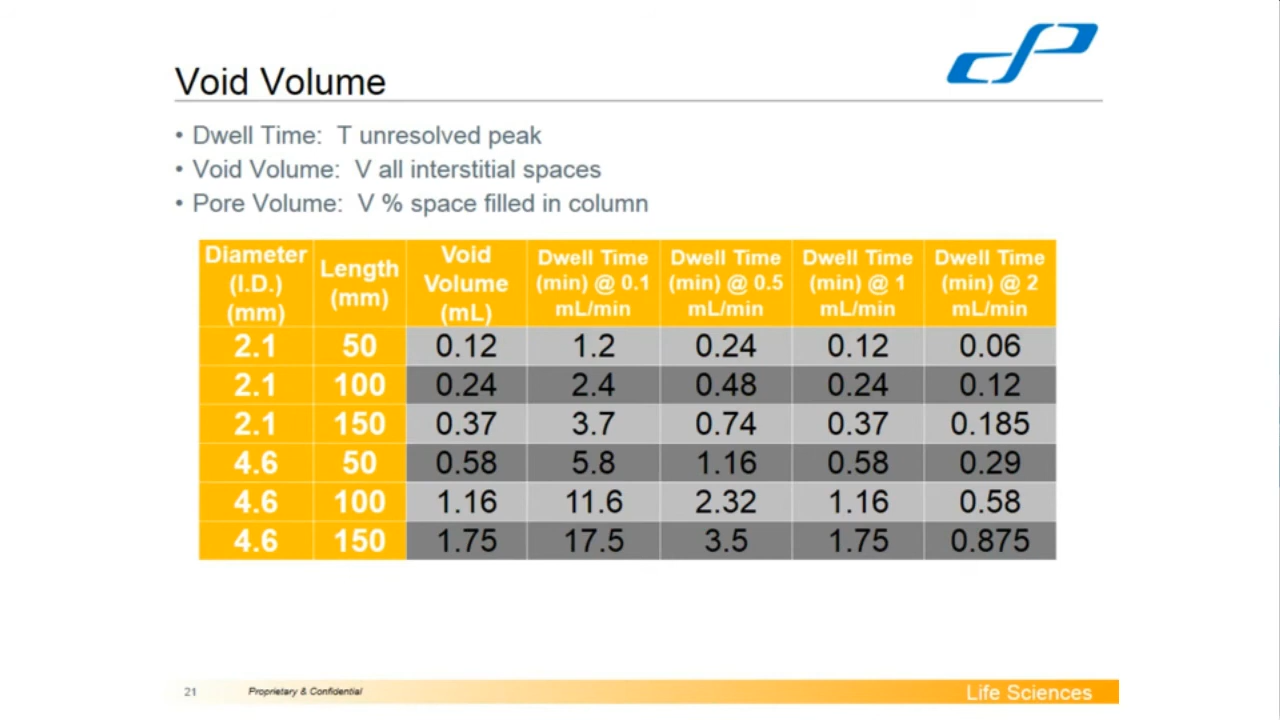 Void Volume
• Dwell Time: T unresolved peak
• Void Volume: V all interstitial spaces
• Pore Volume: V % space filled in column
Diameter (I.D.) (mm) Length (mm) Void Volume (mL) Dwell Time (min) @ 0.1 mL/min Dwell Time (min) @ 0.5 mL/min Dwell Time (min) @ 1 mL/min Dwell Time (min) @ 2 mL/min
2.1 50 0.12 1.2 0.24 0.12 0.06
2.1 100 0.24 2.4 0.48 0.24 0.12
2.1 150 0.37 3.7 0.74 0.37 0.185
4.6 50 0.58 5.8 1.16 0.58 0.29
4.6 100 1.16 11.6 2.32 1.16 0.58
4.6 150 1.75 17.5 3.5 1.75 0.875
21 Proprietary & Confidential Life Sciences